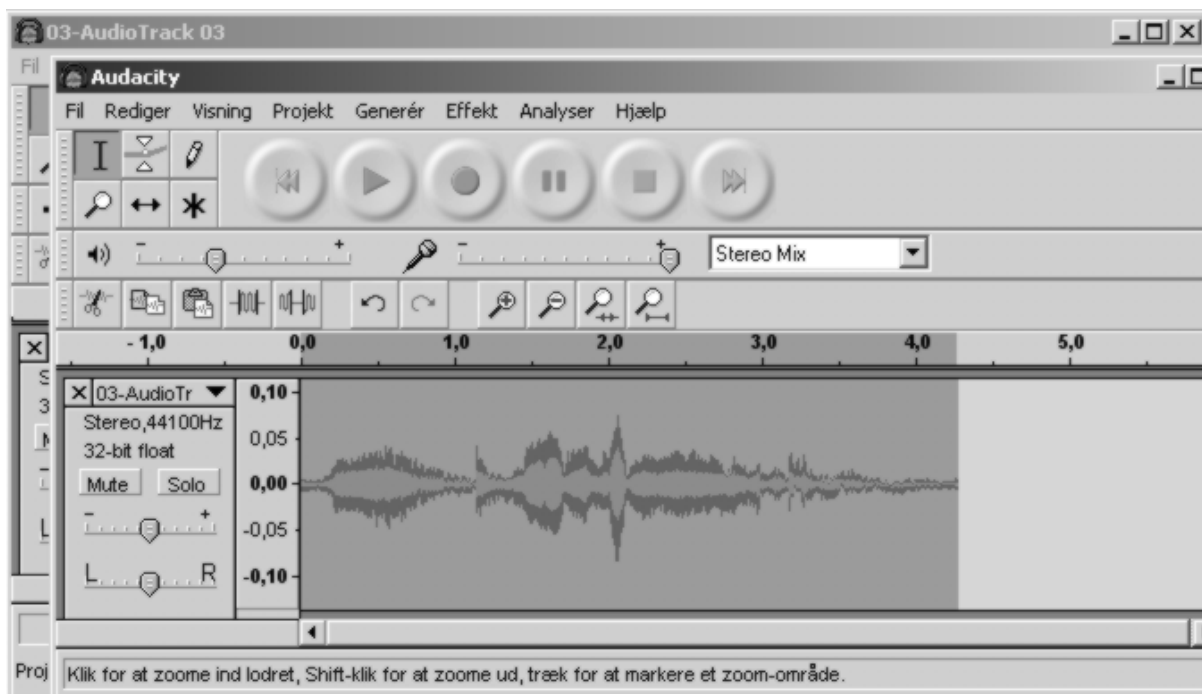 03-AudioTrack 03
Fil
Audacity
Fil Rediger Visning Projekt Generér Effekt Analyser Hjælp
- + - + Stereo Mix
- 1,0 0,0 1,0 2,0 3,0 4,0 5,0
03-AudioTr
Stereo,44100Hz
32-bit float
Mute Solo
- +
L R
0,10
0,05
0,00
-0,05
-0,10
Proj
Klik for at zoome ind lodret, Shift-klik for at zoome ud, træk for at markere et zoom-område.